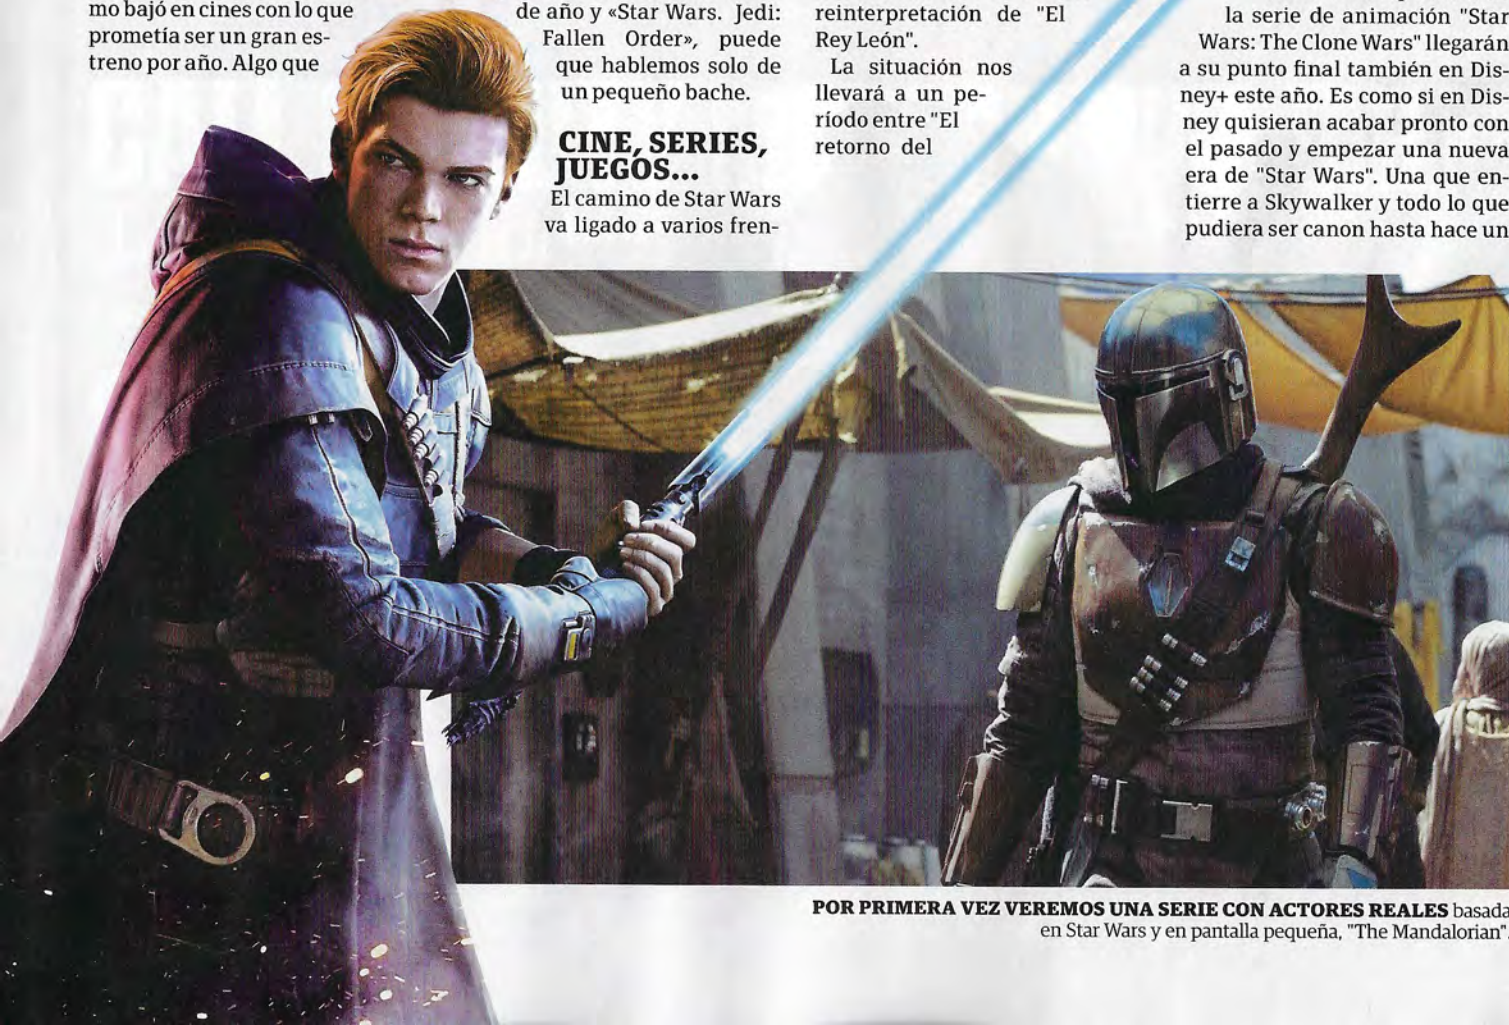 mo bajó en cines con lo que
prometía ser un gran es-
treno por año. Algo que
de año y «Star Wars. Jedi:
Fallen Order», puede
que hablemos solo de
un pequeño bache.
CINE, SERIES,
JUEGOS...
El camino de Star Wars
va ligado a varios fren-
reinterpretación de "El
Rey León".
La situación nos
llevará a un pe-
ríodo entre "El
retorno del
la serie de animación "Star
Wars: The Clone Wars" llegarán
a su punto final también en Dis-
ney+ este año. Es como si en Dis-
ney quisieran acabar pronto con
el pasado y empezar una nueva
era de "Star Wars". Una que en-
tierre a Skywalker y todo lo que
pudiera ser canon hasta hace un
POR PRIMERA VEZ VEREMOS UNA SERIE CON ACTORES REALES basada
en Star Wars y en pantalla pequeña, "The Mandalorian".